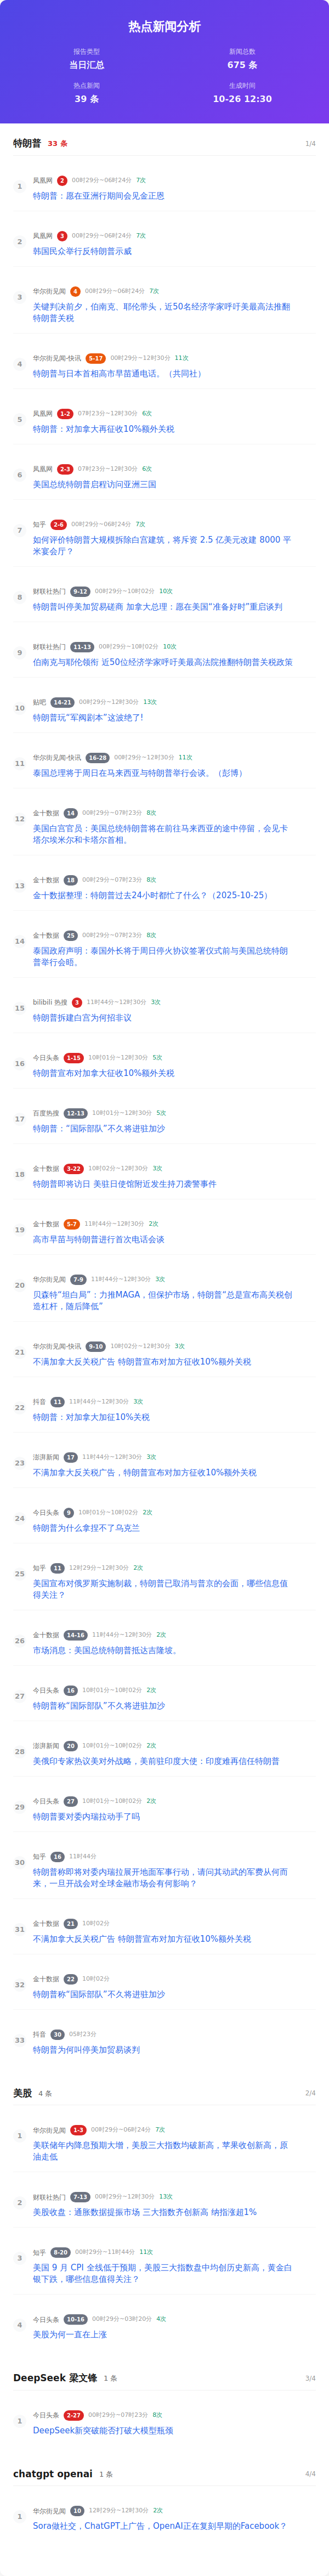 热点新闻分析
报告类型
当日汇总
新闻总数
675 条
热点新闻
39 条
生成时间
10-26 12:30
特朗普 33 条 1/4
1
凤凰网 2 00时29分~06时24分 7次
特朗普：愿在亚洲行期间会见金正恩
2
凤凰网 3 00时29分~06时24分 7次
韩国民众举行反特朗普示威
3
华尔街见闻 4 00时29分~06时24分 7次
关键判决前夕，伯南克、耶伦带头，近50名经济学家呼吁美最高法推翻
特朗普关税
4
华尔街见闻-快讯 5-17 00时29分~12时30分 11次
特朗普与日本首相高市早苗通电话。（共同社）
5
凤凰网 1-2 07时23分~12时30分 6次
特朗普：对加拿大再征收10%额外关税
6
凤凰网 2-3 07时23分~12时30分 6次
美国总统特朗普启程访问亚洲三国
7
知乎 2-6 00时29分~06时24分 7次
如何评价特朗普大规模拆除白宫建筑，将斥资 2.5 亿美元改建 8000 平
米宴会厅？
8
财联社热门 9-12 00时29分~10时02分 10次
特朗普叫停美加贸易磋商 加拿大总理：愿在美国“准备好时”重启谈判
9
财联社热门 11-13 00时29分~10时02分 10次
伯南克与耶伦领衔 近50位经济学家呼吁美最高法院推翻特朗普关税政策
10
贴吧 14-21 00时29分~12时30分 13次
特朗普玩“军阀剧本”这波绝了!
11
华尔街见闻-快讯 16-28 00时29分~12时30分 11次
泰国总理将于周日在马来西亚与特朗普举行会谈。（彭博）
12
金十数据 14 00时29分~07时23分 8次
美国白宫官员：美国总统特朗普将在前往马来西亚的途中停留，会见卡
塔尔埃米尔和卡塔尔首相。
13
金十数据 18 00时29分~07时23分 8次
金十数据整理：特朗普过去24小时都忙了什么？（2025-10-25）
14
金十数据 25 00时29分~07时23分 8次
泰国政府声明：泰国外长将于周日停火协议签署仪式前与美国总统特朗
普举行会晤。
15
bilibili 热搜 3 11时44分~12时30分 3次
特朗普拆建白宫为何招非议
16
今日头条 1-15 10时01分~12时30分 5次
特朗普宣布对加拿大征收10%额外关税
17
百度热搜 12-13 10时01分~12时30分 5次
特朗普：“国际部队”不久将进驻加沙
18
金十数据 3-22 10时02分~12时30分 3次
特朗普即将访日 美驻日使馆附近发生持刀袭警事件
19
金十数据 5-7 11时44分~12时30分 2次
高市早苗与特朗普进行首次电话会谈
20
华尔街见闻 7-9 11时44分~12时30分 3次
贝森特“坦白局”：力推MAGA，但保护市场，特朗普“总是宣布高关税创
造杠杆，随后降低”
21
华尔街见闻-快讯 9-10 10时02分~12时30分 3次
不满加拿大反关税广告 特朗普宣布对加方征收10%额外关税
22
抖音 11 11时44分~12时30分 3次
特朗普：对加拿大加征10%关税
23
澎湃新闻 17 11时44分~12时30分 3次
不满加拿大反关税广告，特朗普宣布对加方征收10%额外关税
24
今日头条 9 10时01分~10时02分 2次
特朗普为什么拿捏不了乌克兰
25
知乎 11 12时29分~12时30分 2次
美国宣布对俄罗斯实施制裁，特朗普已取消与普京的会面，哪些信息值
得关注？
26
金十数据 14-16 11时44分~12时30分 2次
市场消息：美国总统特朗普抵达吉隆坡。
27
今日头条 16 10时01分~10时02分 2次
特朗普称“国际部队”不久将进驻加沙
28
澎湃新闻 20 10时01分~10时02分 2次
美俄印专家热议美对外战略，美前驻印度大使：印度难再信任特朗普
29
今日头条 27 10时01分~10时02分 2次
特朗普要对委内瑞拉动手了吗
30
知乎 16 11时44分
特朗普称即将对委内瑞拉展开地面军事行动，请问其动武的军费从何而
来，一旦开战会对全球金融市场会有何影响？
31
金十数据 21 10时02分
不满加拿大反关税广告 特朗普宣布对加方征收10%额外关税
32
金十数据 22 10时02分
特朗普称“国际部队”不久将进驻加沙
33
抖音 30 05时23分
特朗普为何叫停美加贸易谈判
美股 4 条 2/4
1
华尔街见闻 1-3 00时29分~06时24分 7次
美联储年内降息预期大增，美股三大指数均破新高，苹果收创新高，原
油走低
2
财联社热门 7-13 00时29分~12时30分 13次
美股收盘：通胀数据提振市场 三大指数齐创新高 纳指涨超1%
3
知乎 8-20 00时29分~11时44分 11次
美国 9 月 CPI 全线低于预期，美股三大指数盘中均创历史新高，黄金白
银下跌，哪些信息值得关注？
4
今日头条 10-16 00时29分~03时20分 4次
美股为何一直在上涨
DeepSeek 梁文锋 1 条 3/4
1
今日头条 2-27 00时29分~07时23分 8次
DeepSeek新突破能否打破大模型瓶颈
chatgpt openai 1 条 4/4
1
华尔街见闻 10 12时29分~12时30分 2次
Sora做社交，ChatGPT上广告，OpenAI正在复刻早期的Facebook？